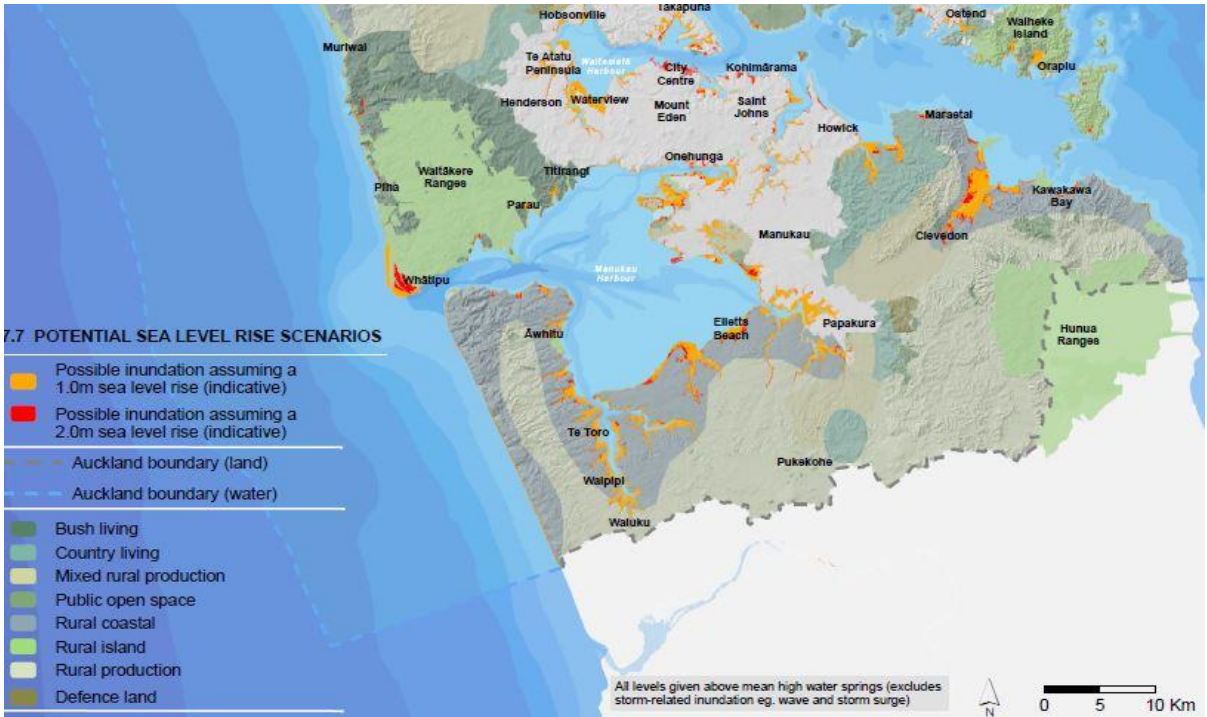 Hobsonville
Takapuna
Ostend
Waiheke
Island
Muriwai
Te Atatu
Peninsula
Waitematā
Harbour
City
Centre
Kohimārama
Orapiu
Henderson
Waterview
Mount
Eden
Saint
Johns
Howick
Maraetai
Onehunga
Waitākere
Ranges
Titirangi
Piha
Parau
Kawakawa
Bay
Clevedon
Manukau
Manukau
Harbour
Whātipu
Āwhitu
Elletts
Beach
Papakura
Hunua
Ranges
Te Toro
Pukekohe
Waipipi
Waiuku
7.7 POTENTIAL SEA LEVEL RISE SCENARIOS
Possible inundation assuming a
1.0m sea level rise (indicative)
Possible inundation assuming a
2.0m sea level rise (indicative)
Auckland boundary (land)
Auckland boundary (water)
Bush living
Country living
Mixed rural production
Public open space
Rural coastal
Rural island
Rural production
Defence land
All levels given above mean high water springs (excludes
storm-related inundation eg. wave and storm surge)
N
0 5 10 Km